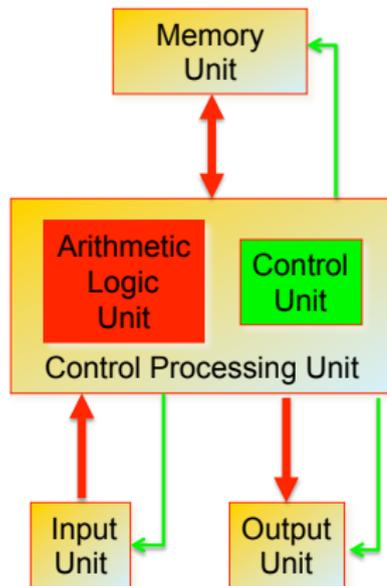 Memory
Unit
Arithmetic
Logic
Unit
Control
Unit
Control Processing Unit
Input
Unit
Output
Unit